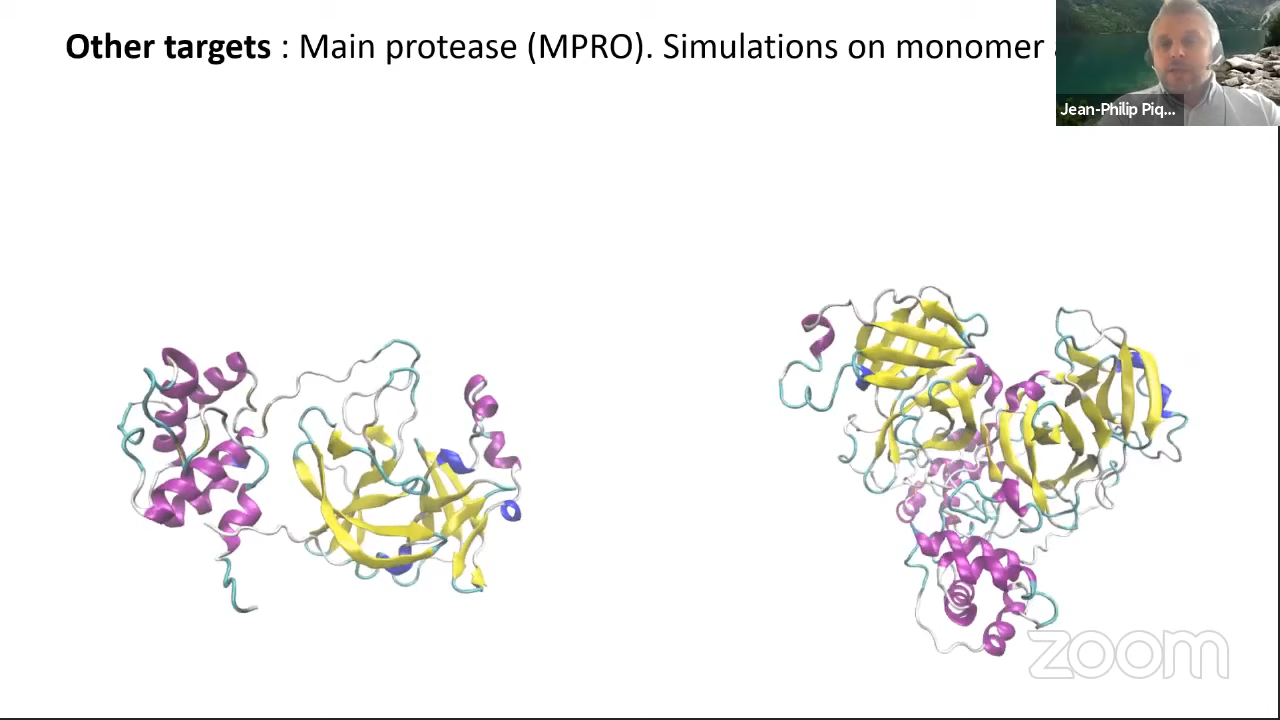 Other targets : Main protease (MPRO). Simulations on monomer
Jean-Philip Piq...
zoom